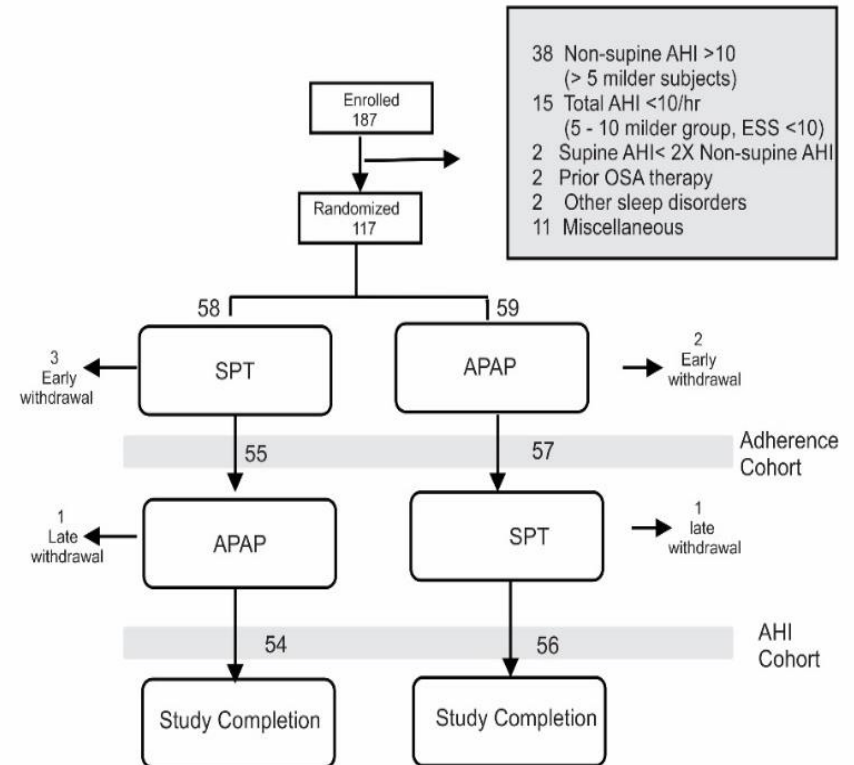 38 Non-supine AHI >10
(> 5 milder subjects)
15 Total AHI <10/hr
(5 - 10 milder group, ESS <10)
2 Supine AHI< 2X Non-supine AHI
2 Prior OSA therapy
2 Other sleep disorders
11 Miscellaneous
Enrolled
187
Randomized
117
58
59
SPT
APAP
3
Early
withdrawal
2
Early
withdrawal
55
57
Adherence
Cohort
APAP
SPT
1
Late
withdrawal
1
late
withdrawal
54
56
AHI
Cohort
Study Completion
Study Completion